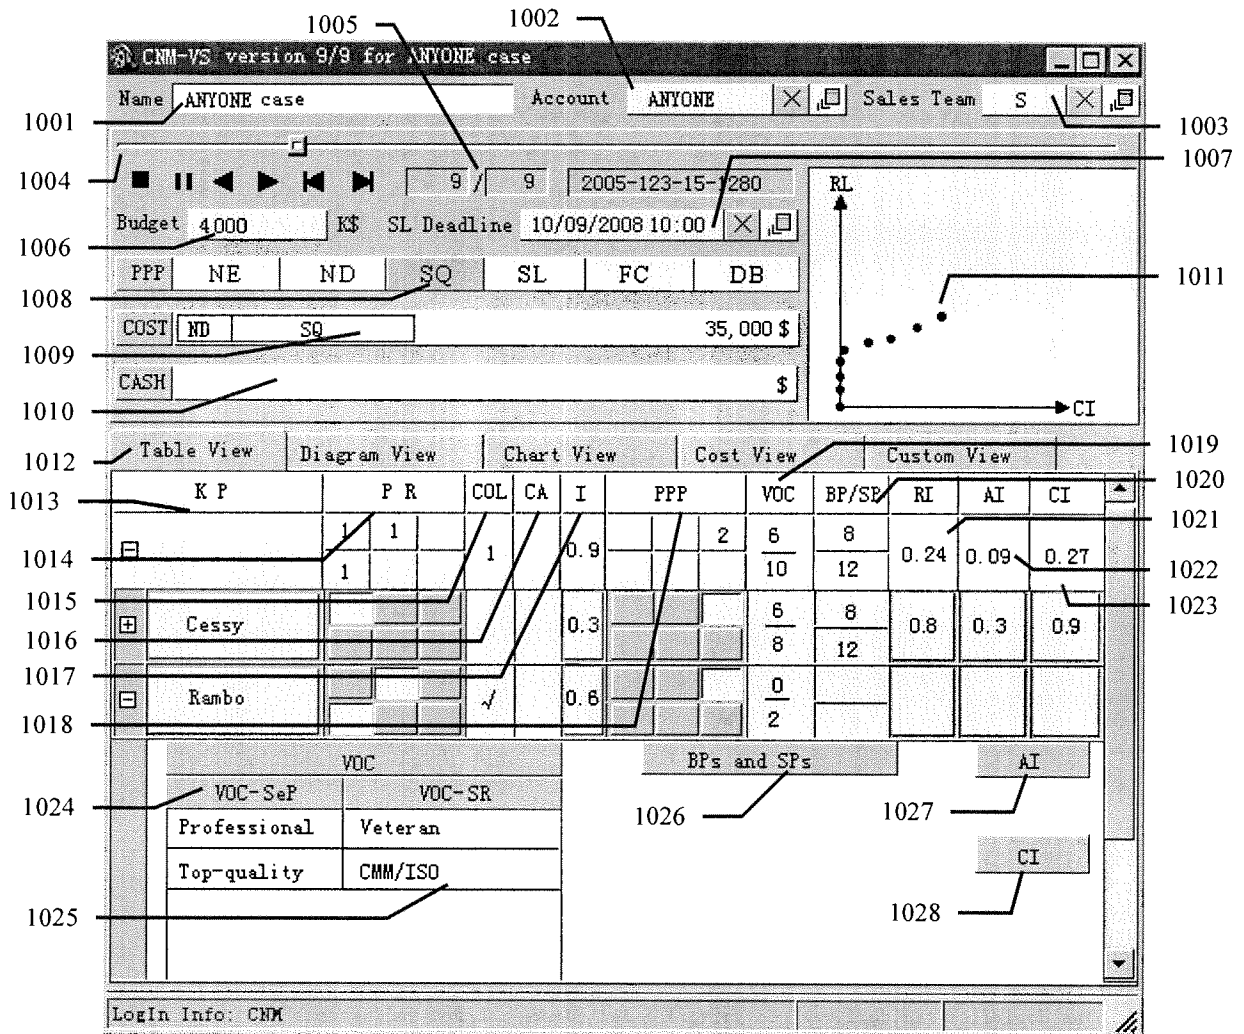 1005
1002
CNM-VS version 9/9 for ANYONE case
Name ANYONE case Account ANYONE Sales Team S
1001
1003
1004
1007
9 / 9 2005-123-15-1280
RL
Budget 4,000 K$ SL Deadline 10/09/2008 10:00
1006
PPP NE ND SQ SL FC DB
1008
1011
COST ND SQ 35,000 $
1009
CASH $
1010
CI
1012
Table View Diagram View Chart View Cost View Custom View
1019
1013
K P P R COL CA I PPP VOC BP/SP RI AI CI
1020
1 1 1 1 0.9 2 6/10 8/12 0.24 0.09 0.27
1021
1014
1022
1015
1023
Cessy 0.3 6/8 8/12 0.8 0.3 0.9
1016
1017
Rambo √ 0.6 0/2
1018
VOC BPs and SPs AI
VOC-SeP VOC-SR
1024
1026
1027
Professional Veteran
Top-quality CMM/ISO
CI
1025
1028
LogIn Info: CNM